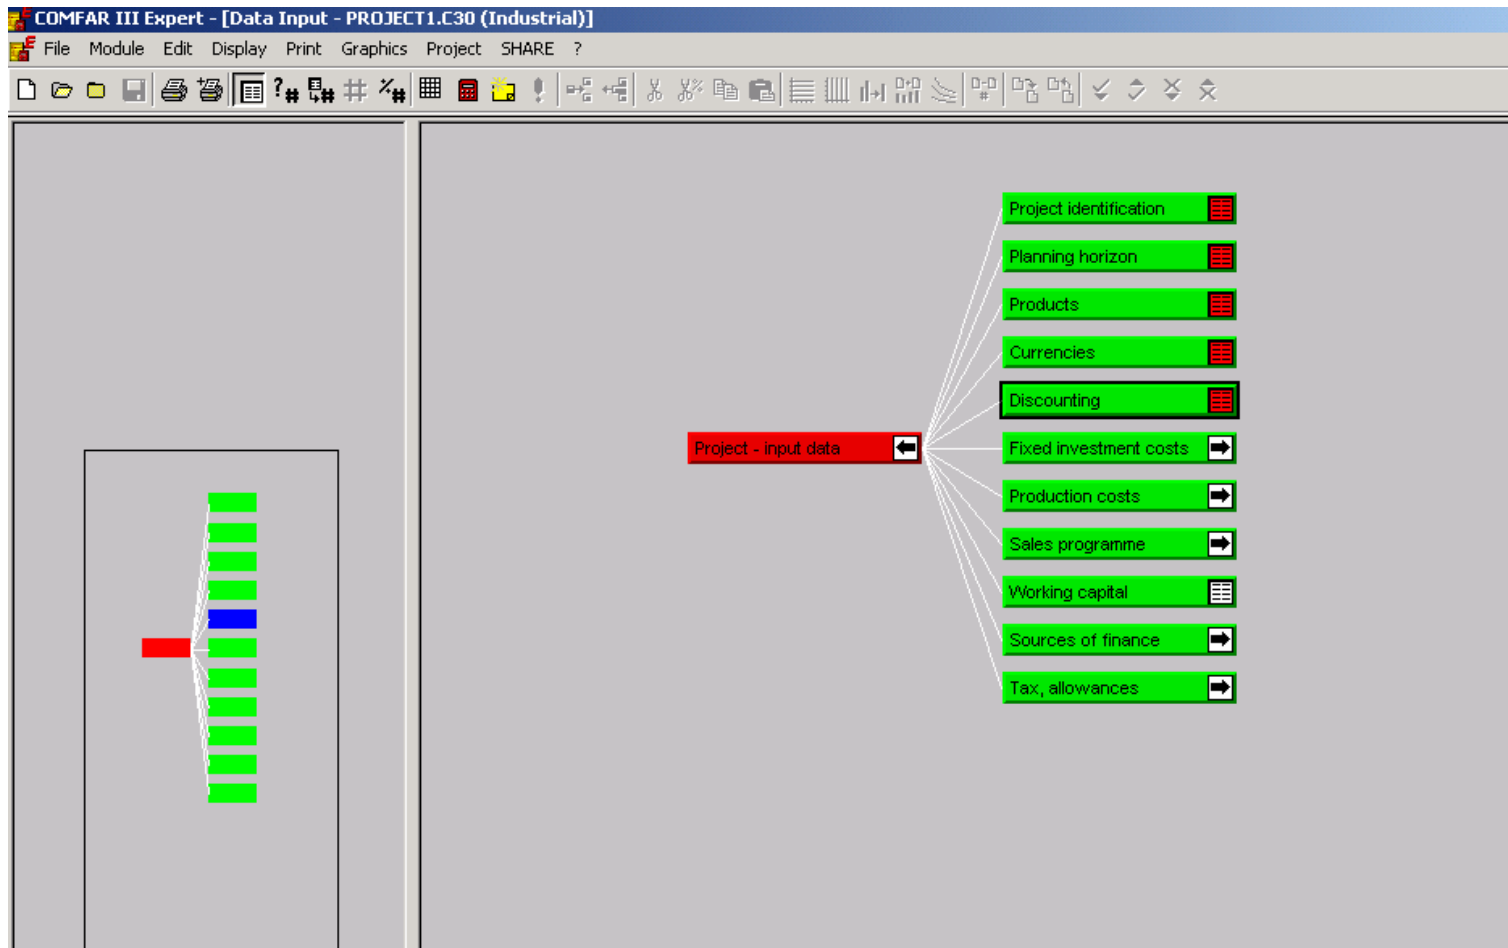 COMFAR III Expert - [Data Input - PROJECT1.C30 (Industrial)]
File Module Edit Display Print Graphics Project SHARE ?
Project identification
Planning horizon
Products
Currencies
Discounting
Project - input data
Fixed investment costs
Production costs
Sales programme
Working capital
Sources of finance
Tax, allowances